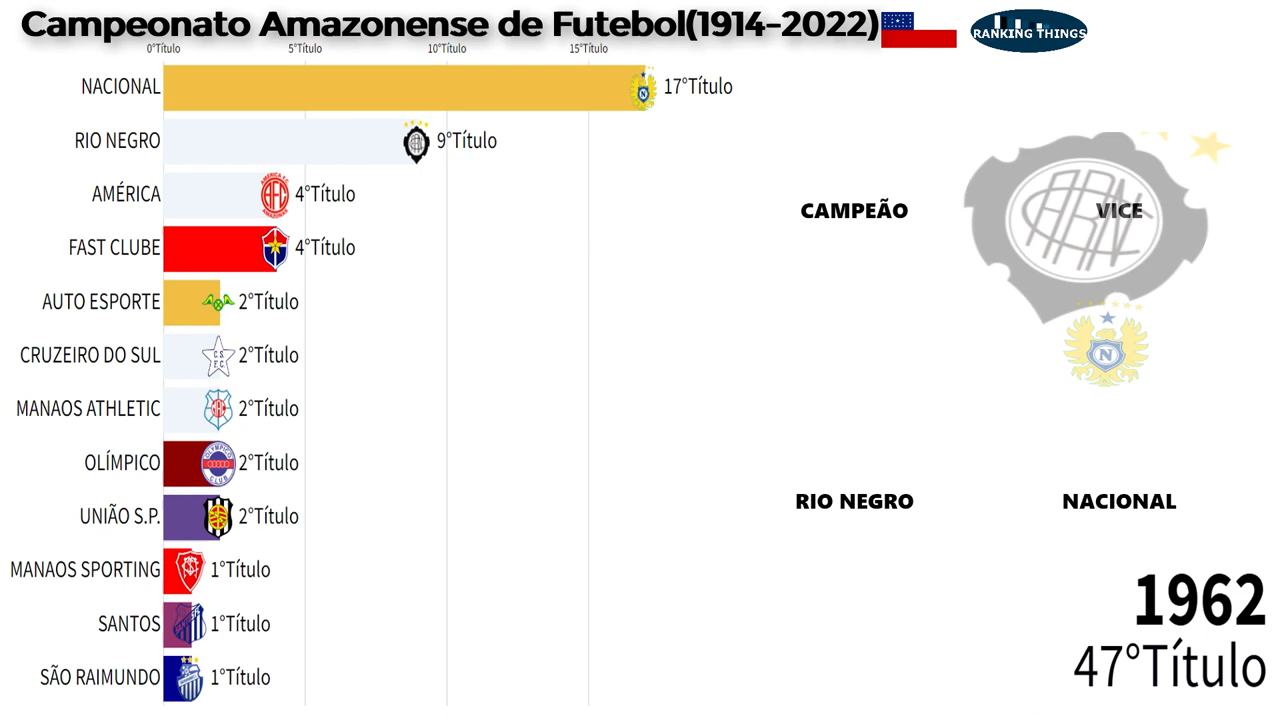 Campeonato Amazonense de Futebol(1914-2022)
RANKING THINGS
0°Título 5°Título 10°Título 15°Título
NACIONAL 17°Título
RIO NEGRO 9°Título
AMÉRICA 4°Título
FAST CLUBE 4°Título
AUTO ESPORTE 2°Título
CRUZEIRO DO SUL 2°Título
MANAOS ATHLETIC 2°Título
OLÍMPICO 2°Título
UNIÃO S.P. 2°Título
MANAOS SPORTING 1°Título
SANTOS 1°Título
SÃO RAIMUNDO 1°Título
CAMPEÃO VICE
N
RIO NEGRO NACIONAL
1962
47°Título